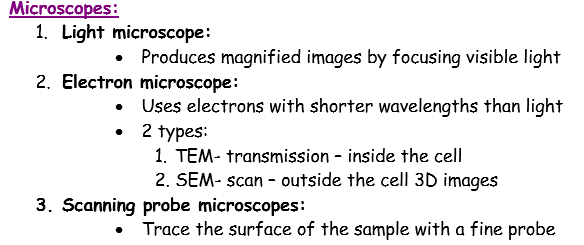 Microscopes:
1. Light microscope:
• Produces magnified images by focusing visible light
2. Electron microscope:
• Uses electrons with shorter wavelengths than light
• 2 types:
1. TEM- transmission – inside the cell
2. SEM- scan – outside the cell 3D images
3. Scanning probe microscopes:
• Trace the surface of the sample with a fine probe